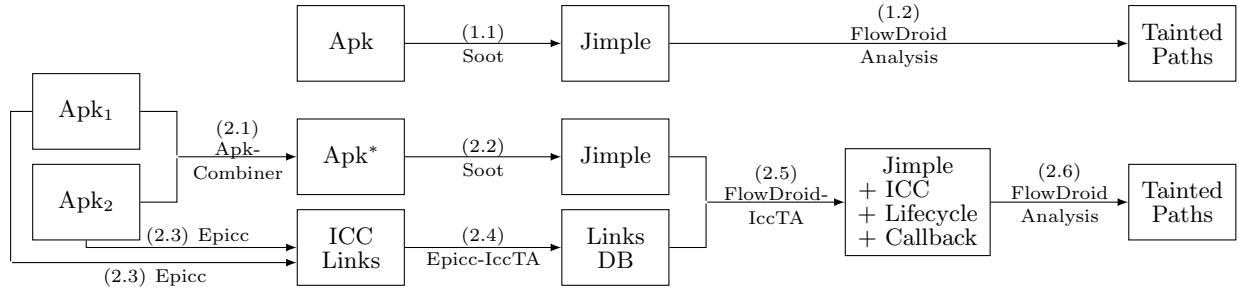 Apk
(1.1)
Soot
Jimple
(1.2)
FlowDroid
Analysis
Tainted
Paths
Apk₁
Apk₂
(2.1)
Apk-
Combiner
Apk*
(2.2)
Soot
Jimple
(2.3) Epicc
(2.3) Epicc
ICC
Links
(2.4)
Epicc-IccTA
Links
DB
(2.5)
FlowDroid-
IccTA
Jimple
+ ICC
+ Lifecycle
+ Callback
(2.6)
FlowDroid
Analysis
Tainted
Paths